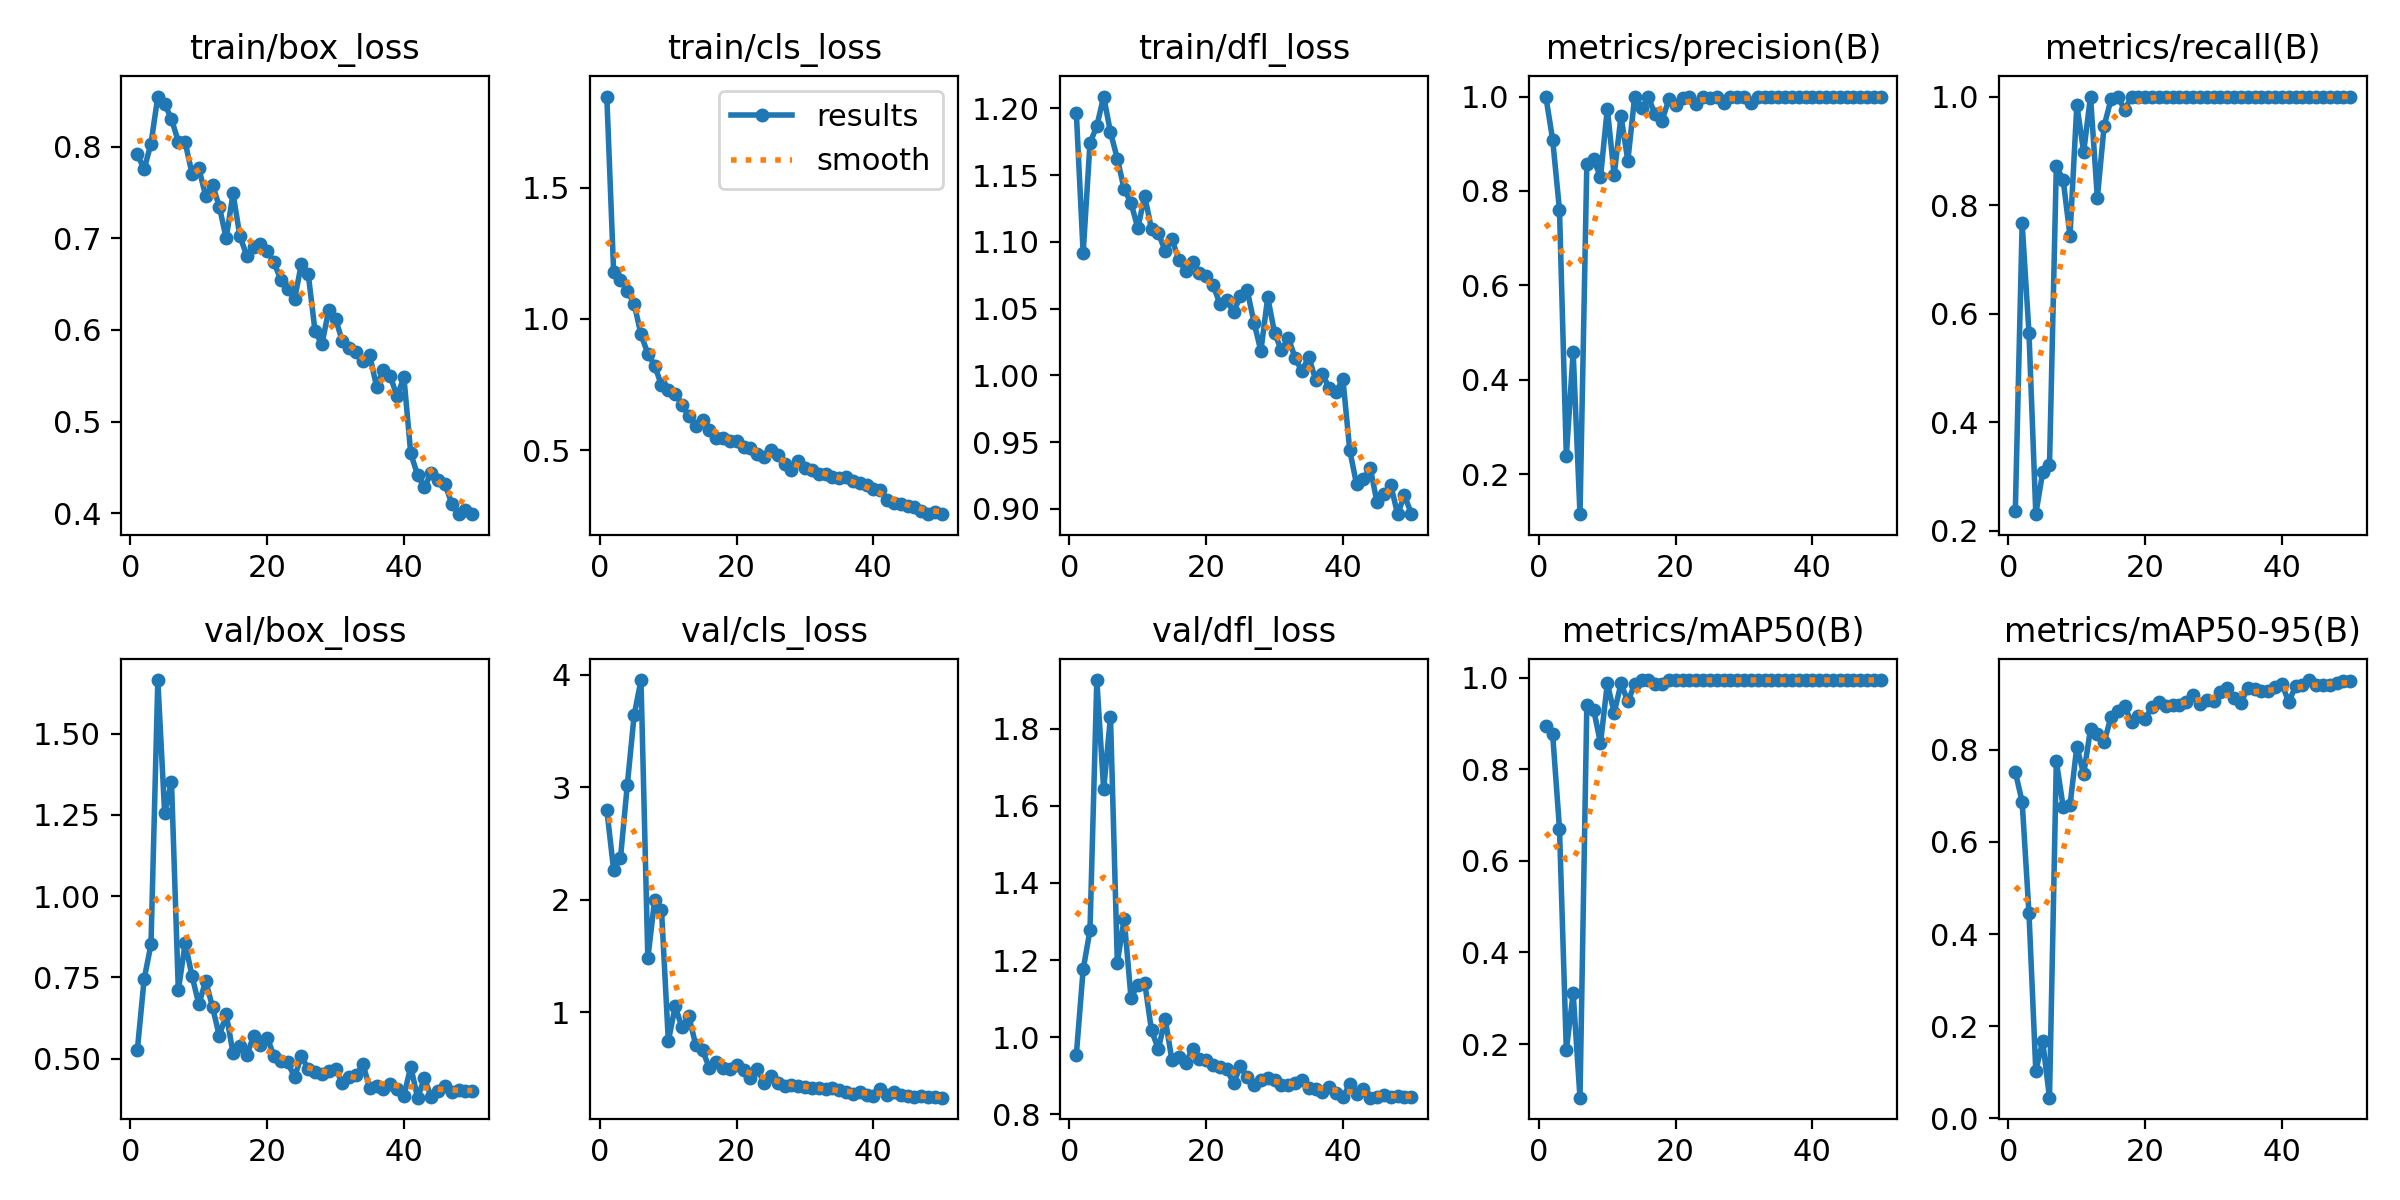 train/box_loss
0.8
0.7
0.6
0.5
0.4
0 20 40
train/cls_loss
results
smooth
1.5
1.0
0.5
0 20 40
train/dfl_loss
1.20
1.15
1.10
1.05
1.00
0.95
0.90
0 20 40
metrics/precision(B)
1.0
0.8
0.6
0.4
0.2
0 20 40
metrics/recall(B)
1.0
0.8
0.6
0.4
0.2
0 20 40
val/box_loss
1.50
1.25
1.00
0.75
0.50
0 20 40
val/cls_loss
4
3
2
1
0 20 40
val/dfl_loss
1.8
1.6
1.4
1.2
1.0
0.8
0 20 40
metrics/mAP50(B)
1.0
0.8
0.6
0.4
0.2
0 20 40
metrics/mAP50-95(B)
0.8
0.6
0.4
0.2
0.0
0 20 40